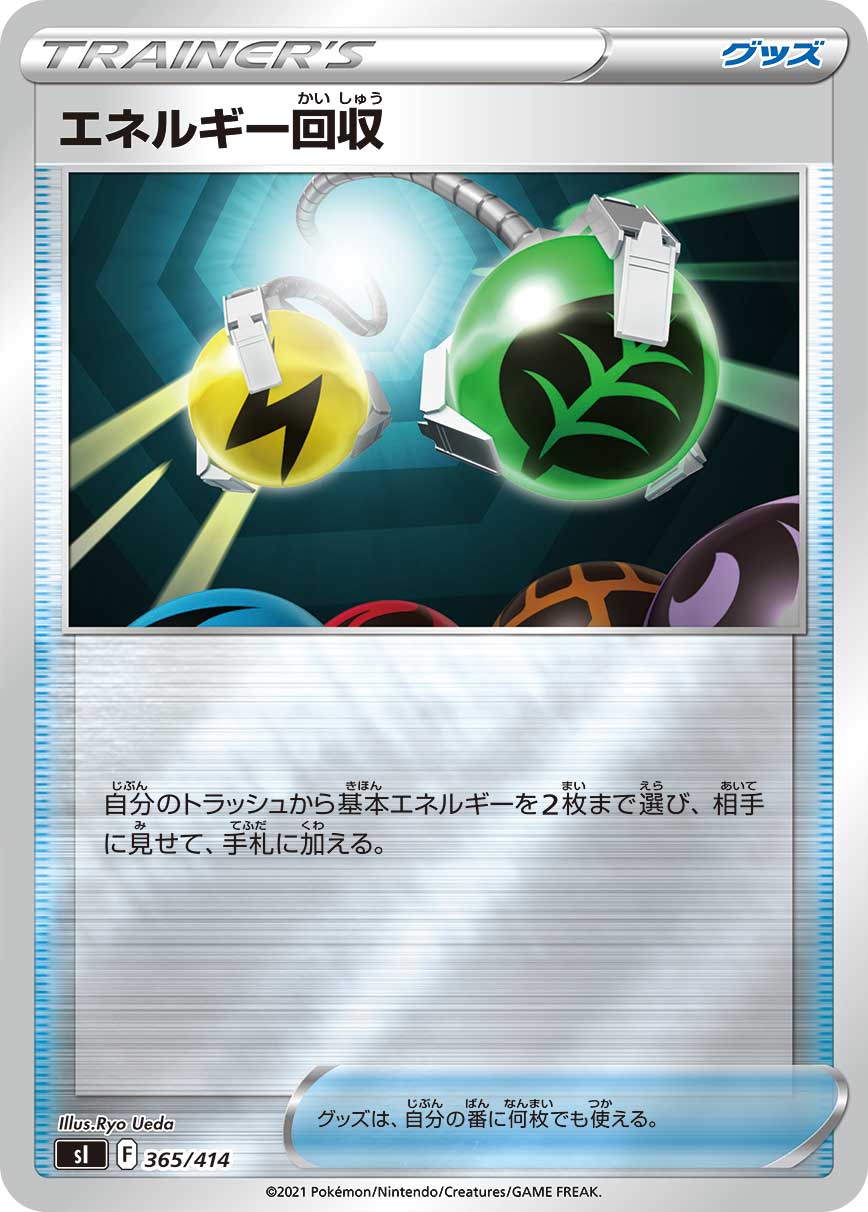 TRAINER'S
グッズ
かいしゅう
エネルギー回収
じぶん きほん まい えら あいて
自分のトラッシュから基本エネルギーを2枚まで選び、相手
み てふだ くわ
に見せて、手札に加える。
じぶん ばん なんまい つか
グッズは、自分の番に何枚でも使える。
Illus.Ryo Ueda
sI F 365/414
©2021 Pokémon/Nintendo/Creatures/GAME FREAK.